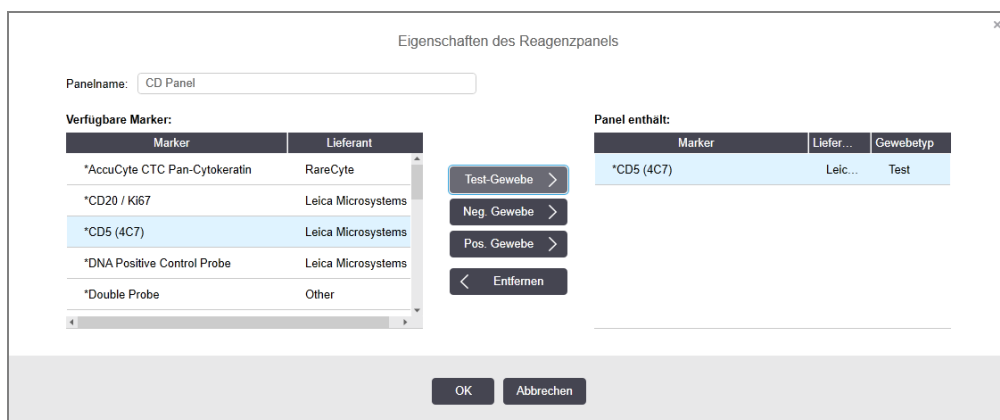 Eigenschaften des Reagenzpanels
Panelname: CD Panel
Verfügbare Marker:
Marker Lieferant
*AccuCyte CTC Pan-Cytokeratin RareCyte
*CD20 / Ki67 Leica Microsystems
*CD5 (4C7) Leica Microsystems
*DNA Positive Control Probe Leica Microsystems
*Double Probe Other
Test-Gewebe
Neg. Gewebe
Pos. Gewebe
Entfernen
Panel enthält:
Marker Liefer... Gewebetyp
*CD5 (4C7) Leic... Test
OK Abbrechen